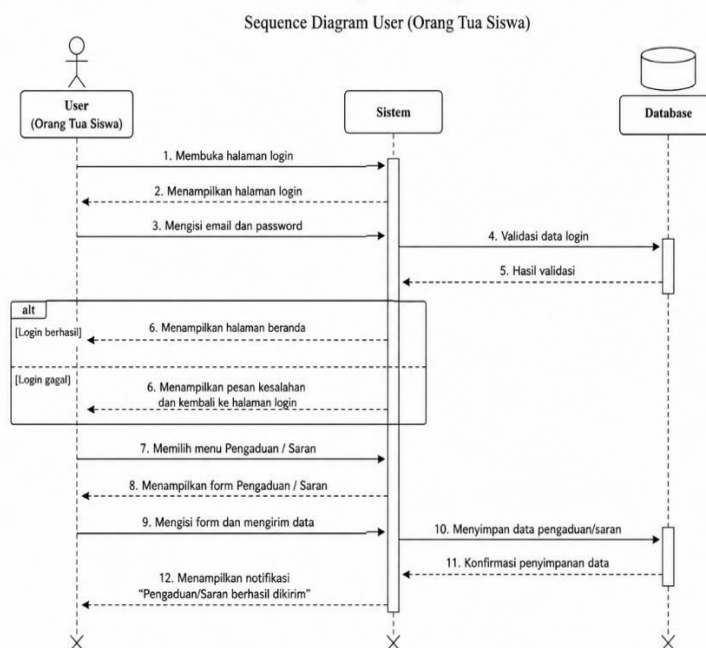 Sequence Diagram User (Orang Tua Siswa)
User
(Orang Tua Siswa)
Sistem
Database
1. Membuka halaman login
2. Menampilkan halaman login
3. Mengisi email dan password
4. Validasi data login
5. Hasil validasi
alt
[Login berhasil]
6. Menampilkan halaman beranda
[Login gagal]
6. Menampilkan pesan kesalahan
dan kembali ke halaman login
7. Memilih menu Pengaduan / Saran
8. Menampilkan form Pengaduan / Saran
9. Mengisi form dan mengirim data
10. Menyimpan data pengaduan/saran
11. Konfirmasi penyimpanan data
12. Menampilkan notifikasi
“Pengaduan/Saran berhasil dikirim”